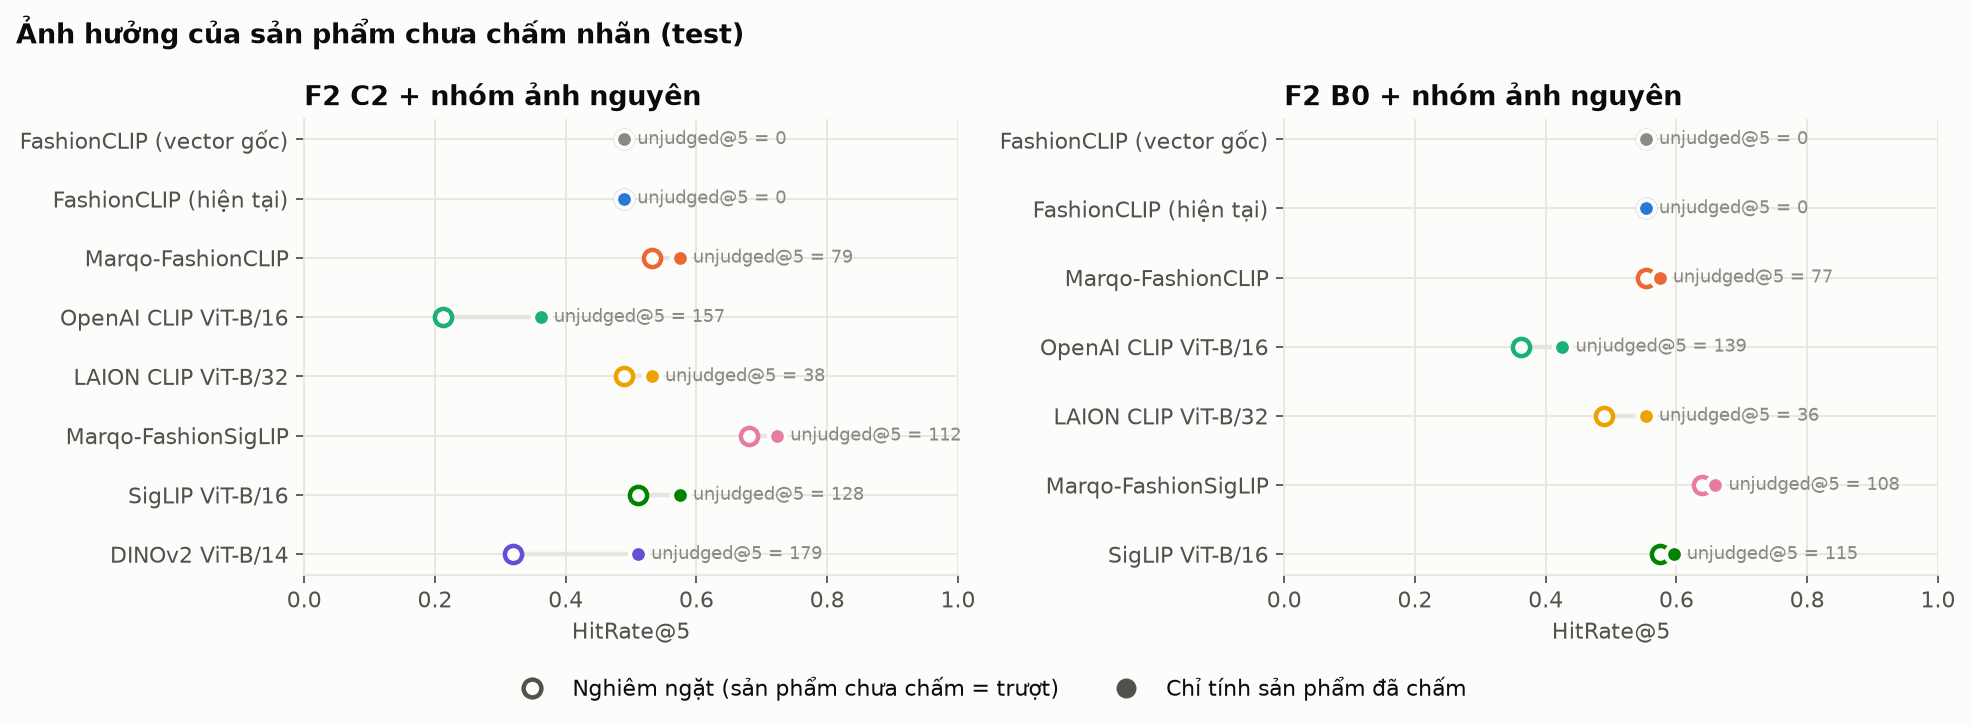 Ảnh hưởng của sản phẩm chưa chấm nhãn (test)
F2 C2 + nhóm ảnh nguyên
FashionCLIP (vector gốc)
unjudged@5 = 0
FashionCLIP (hiện tại)
unjudged@5 = 0
Marqo-FashionCLIP
unjudged@5 = 79
OpenAI CLIP ViT-B/16
unjudged@5 = 157
LAION CLIP ViT-B/32
unjudged@5 = 38
Marqo-FashionSigLIP
unjudged@5 = 112
SigLIP ViT-B/16
unjudged@5 = 128
DINOv2 ViT-B/14
unjudged@5 = 179
0.0 0.2 0.4 0.6 0.8 1.0
HitRate@5
F2 B0 + nhóm ảnh nguyên
FashionCLIP (vector gốc)
unjudged@5 = 0
FashionCLIP (hiện tại)
unjudged@5 = 0
Marqo-FashionCLIP
unjudged@5 = 77
OpenAI CLIP ViT-B/16
unjudged@5 = 139
LAION CLIP ViT-B/32
unjudged@5 = 36
Marqo-FashionSigLIP
unjudged@5 = 108
SigLIP ViT-B/16
unjudged@5 = 115
0.0 0.2 0.4 0.6 0.8 1.0
HitRate@5
Nghiêm ngặt (sản phẩm chưa chấm = trượt)
Chỉ tính sản phẩm đã chấm